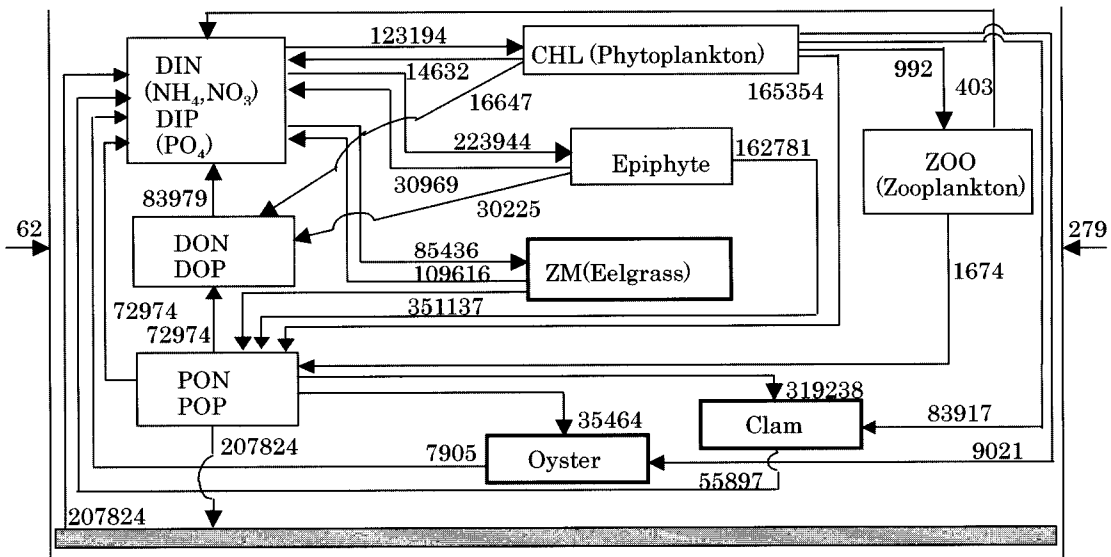 123194
CHL (Phytoplankton)
DIN
(NH₄,NO₃)
DIP
(PO₄)
14632
16647
992
403
165354
223944
Epiphyte
162781
ZOO
(Zooplankton)
30969
30225
83979
62
279
DON
DOP
85436
109616
ZM(Eelgrass)
1674
351137
72974
72974
PON
POP
319238
35464
Clam
83917
207824
7905
Oyster
9021
55897
207824